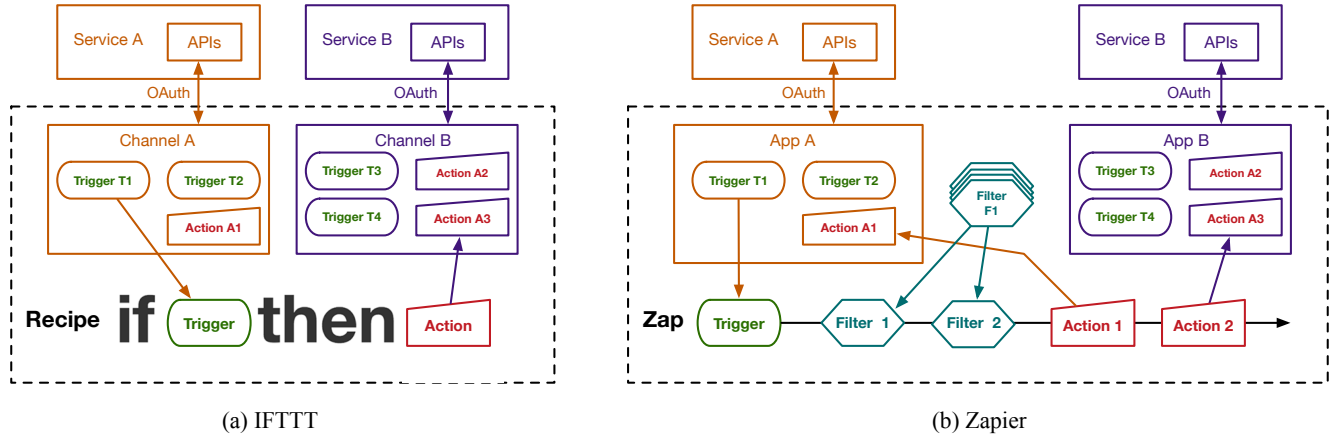 Service A
APIs
OAuth
Service B
APIs
OAuth
Channel A
Trigger T1
Trigger T2
Action A1
Channel B
Trigger T3
Action A2
Trigger T4
Action A3
Recipe if Trigger then Action
(a) IFTTT
Service A
APIs
OAuth
Service B
APIs
OAuth
App A
Trigger T1
Trigger T2
Action A1
Filter
F1
App B
Trigger T3
Action A2
Trigger T4
Action A3
Zap Trigger Filter 1 Filter 2 Action 1 Action 2
(b) Zapier